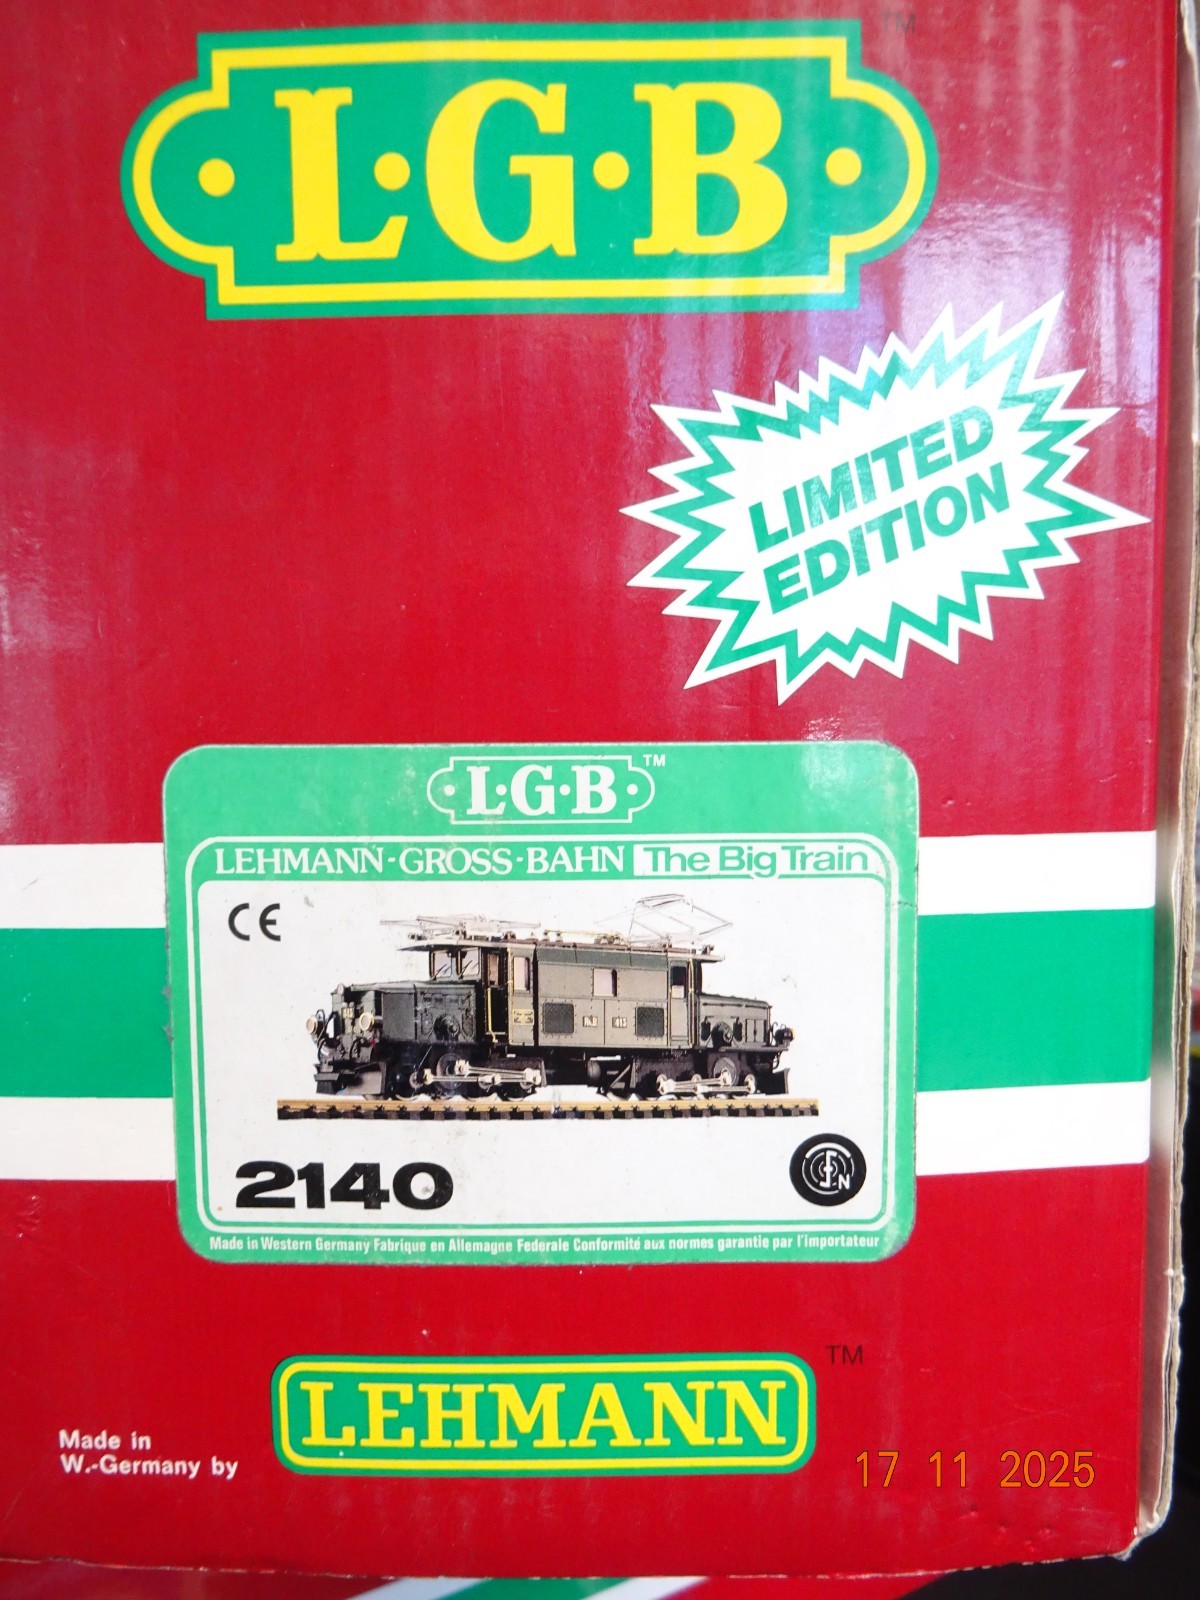 TM
L·G·B
LIMITED
EDITION
L·G·B TM
LEHMANN-GROSS-BAHN The Big Train
CE
2140
N
Made in Western Germany Fabrique en Allemagne Federale Conformité aux normes garantie par l'importateur
TM
LEHMANN
Made in
W.-Germany by
17 11 2025